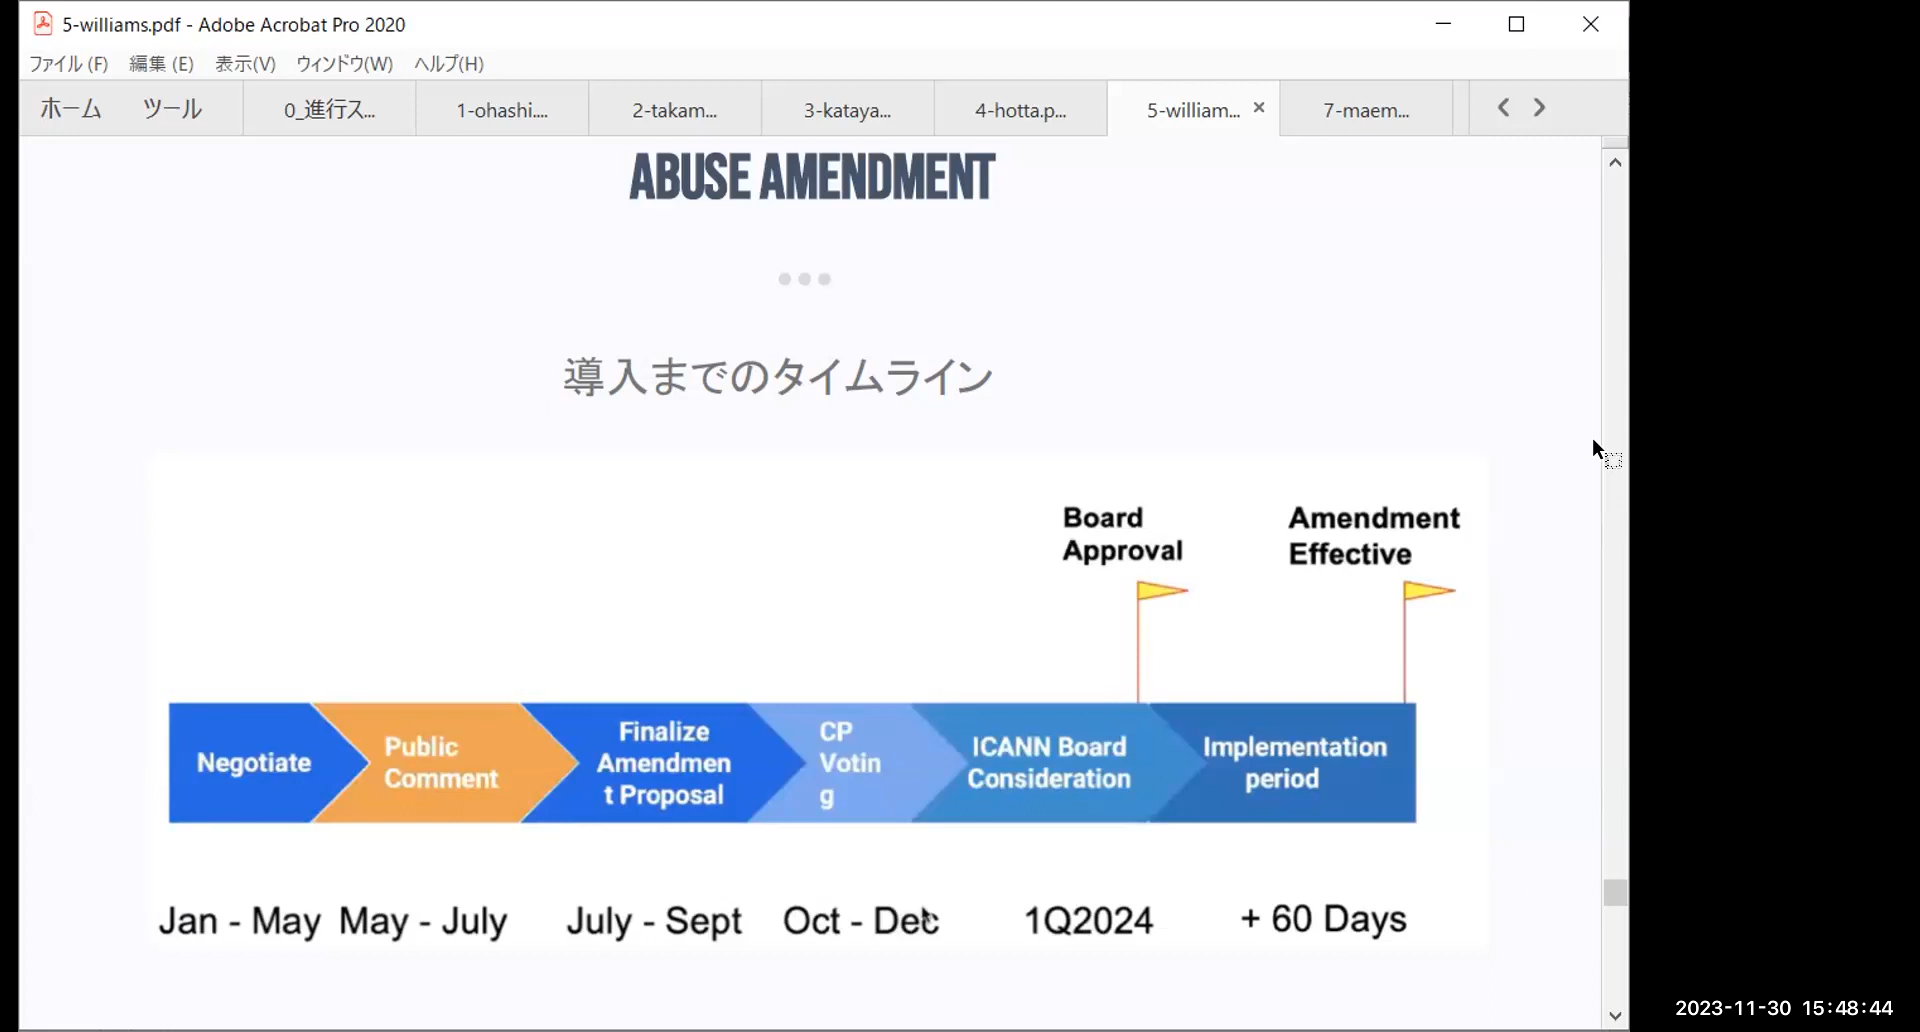 5-williams.pdf - Adobe Acrobat Pro 2020
ファイル (F) 編集 (E) 表示(V) ウィンドウ(W) ヘルプ(H)
ホーム ツール 0_進行ス... 1-ohashi.... 2-takam... 3-kataya... 4-hotta.p... 5-william... × 7-maem...
ABUSE AMENDMENT
導入までのタイムライン
Board
Approval
Amendment
Effective
Negotiate
Public
Comment
Finalize
Amendmen
t Proposal
CP
Votin
g
ICANN Board
Consideration
Implementation
period
Jan - May May - July July - Sept Oct - Dec 1Q2024 + 60 Days
2023-11-30 15:48:44